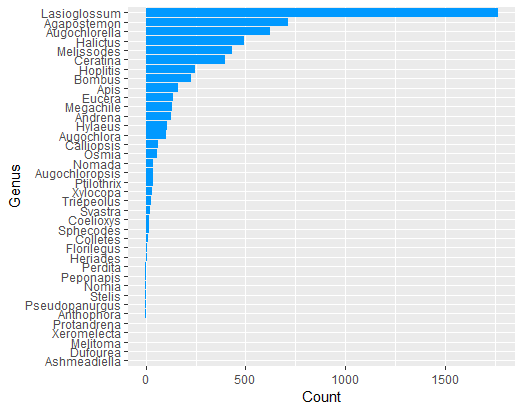 Lasioglossum
Agapostemon
Augochlorella
Halictus
Melissodes
Ceratina
Hoplitis
Bombus
Apis
Eucera
Megachile
Andrena
Hylaeus
Augochlora
Calliopsis
Osmia
Nomada
Augochloropsis
Ptilothrix
Xylocopa
Triepeolus
Svastra
Coelioxys
Sphecodes
Colletes
Florilegus
Heriades
Perdita
Peponapis
Nomia
Stelis
Pseudopanurgus
Anthophora
Protandrena
Xeromelecta
Melitoma
Dufourea
Ashmeadiella
Genus
0 500 1000 1500
Count